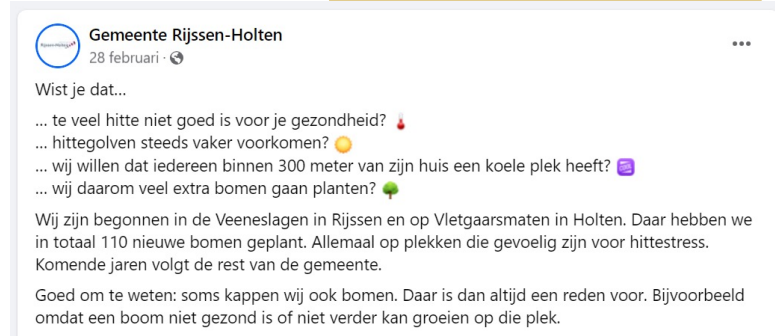 Gemeente Rijssen-Holten
28 februari ·
Wist je dat...
... te veel hitte niet goed is voor je gezondheid? 🌡️
... hittegolven steeds vaker voorkomen? ☀️
... wij willen dat iedereen binnen 300 meter van zijn huis een koele plek heeft?
... wij daarom veel extra bomen gaan planten? 🌳
Wij zijn begonnen in de Veeneslagen in Rijssen en op Vletgaarsmaten in Holten. Daar hebben we
in totaal 110 nieuwe bomen geplant. Allemaal op plekken die gevoelig zijn voor hittestress.
Komende jaren volgt de rest van de gemeente.
Goed om te weten: soms kappen wij ook bomen. Daar is dan altijd een reden voor. Bijvoorbeeld
omdat een boom niet gezond is of niet verder kan groeien op die plek.